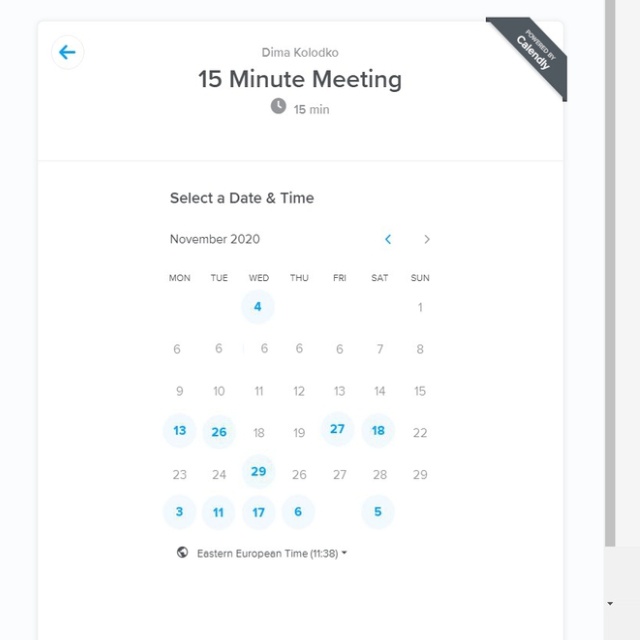 POWERED BY
Calendly
Dima Kolodko
15 Minute Meeting
15 min
Select a Date & Time
November 2020
MON TUE WED THU FRI SAT SUN
4 1
6 6 6 6 6 7 8
9 10 11 12 13 14 15
13 26 18 19 27 18 22
23 24 29 26 27 28 29
3 11 17 6 5
Eastern European Time (11:38)